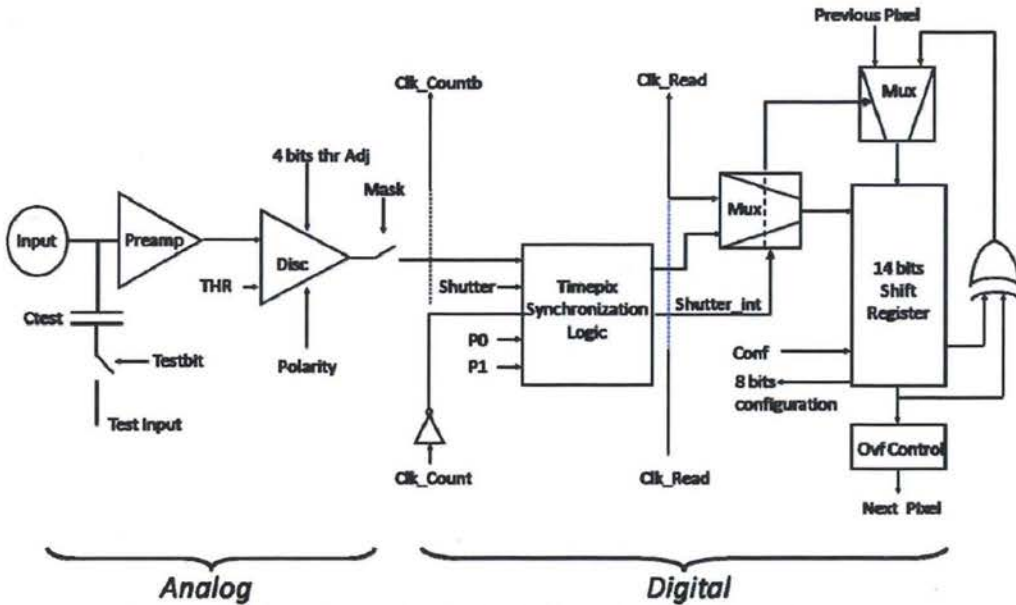 Previous Pixel
Clk_Countb
Clk_Read
Mux
4 bits thr Adj
Mask
Mux
Input
Preamp
Disc
14 bits
Shift
Register
THR
Shutter
Timepix
Synchronization
Logic
Shutter_int
Ctest
Testbit
Polarity
P0
P1
Conf
8 bits
configuration
Test Input
Ovf Control
Clk_Count
Clk_Read
Next Pixel
Analog
Digital